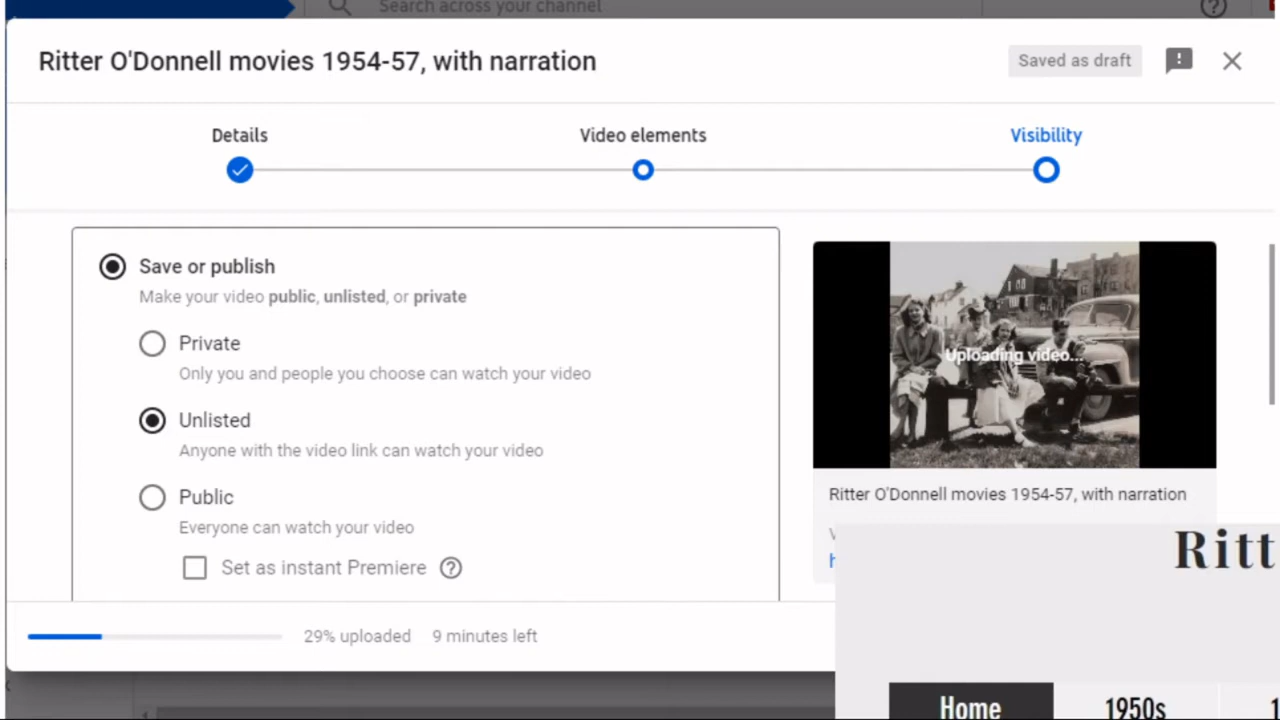 Search across your channel
Ritter O'Donnell movies 1954-57, with narration
Saved as draft
Details
Video elements
Visibility
Save or publish
Make your video public, unlisted, or private
Private
Only you and people you choose can watch your video
Unlisted
Anyone with the video link can watch your video
Public
Everyone can watch your video
Set as instant Premiere
Uploading video...
Ritter O'Donnell movies 1954-57, with narration
29% uploaded
9 minutes left
Ritt
Home
1950s